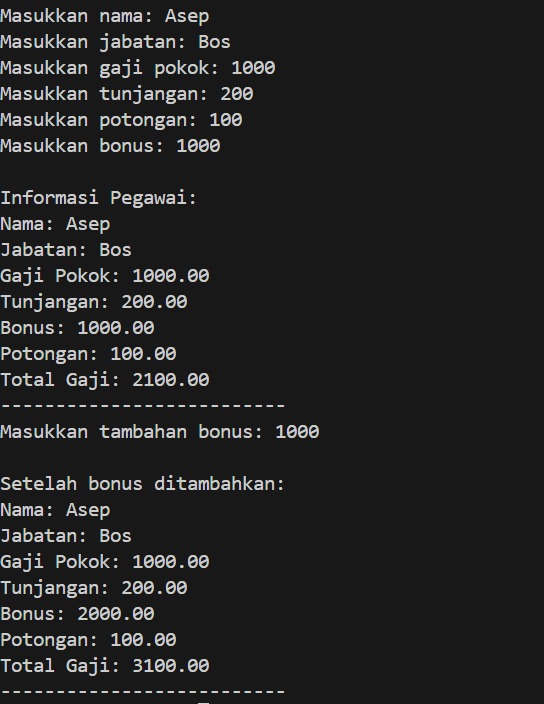 Masukkan nama: Asep
Masukkan jabatan: Bos
Masukkan gaji pokok: 1000
Masukkan tunjangan: 200
Masukkan potongan: 100
Masukkan bonus: 1000
Informasi Pegawai:
Nama: Asep
Jabatan: Bos
Gaji Pokok: 1000.00
Tunjangan: 200.00
Bonus: 1000.00
Potongan: 100.00
Total Gaji: 2100.00
--------------------------
Masukkan tambahan bonus: 1000
Setelah bonus ditambahkan:
Nama: Asep
Jabatan: Bos
Gaji Pokok: 1000.00
Tunjangan: 200.00
Bonus: 2000.00
Potongan: 100.00
Total Gaji: 3100.00
--------------------------